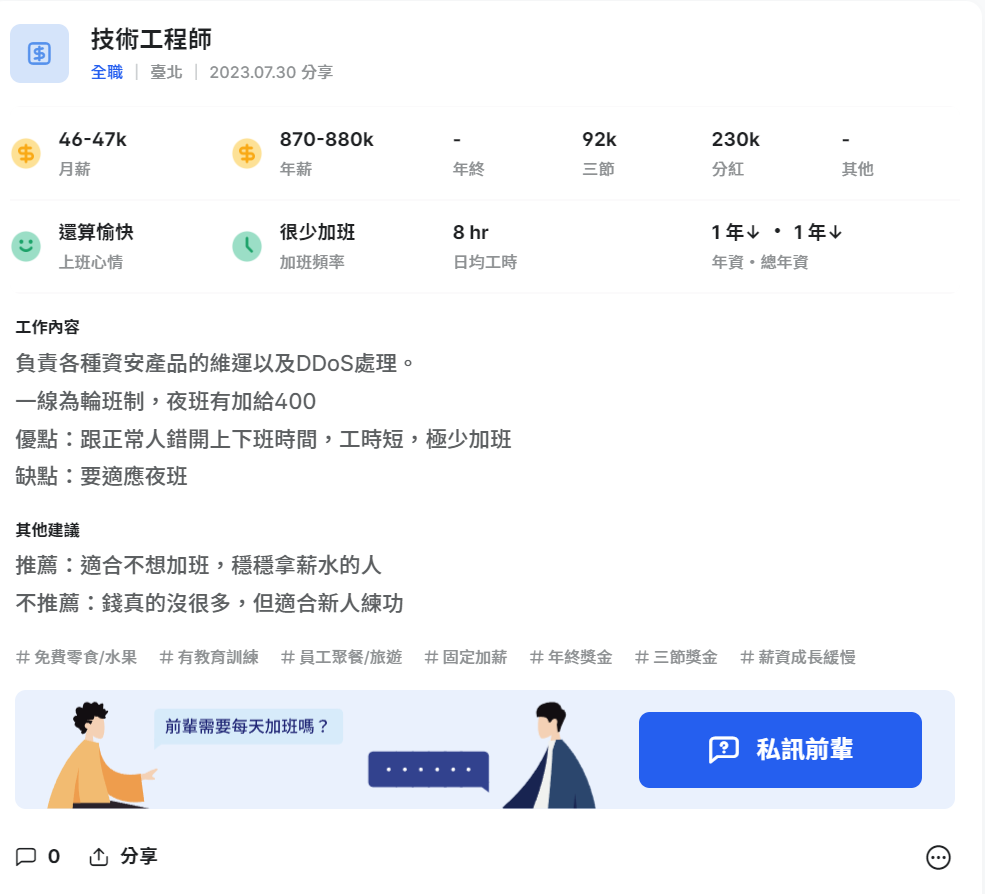 技術工程師
全職 | 臺北 | 2023.07.30 分享
46-47k 870-880k - 92k 230k -
月薪 年薪 年終 三節 分紅 其他
還算愉快 很少加班 8 hr 1 年↓ • 1 年↓
上班心情 加班頻率 日均工時 年資・總年資
工作內容
負責各種資安產品的維運以及DDoS處理。
一線為輪班制，夜班有加給400
優點：跟正常人錯開上下班時間，工時短，極少加班
缺點：要適應夜班
其他建議
推薦：適合不想加班，穩穩拿薪水的人
不推薦：錢真的沒很多，但適合新人練功
# 免費零食/水果 # 有教育訓練 # 員工聚餐/旅遊 # 固定加薪 # 年終獎金 # 三節獎金 # 薪資成長緩慢
前輩需要每天加班嗎？
······
私訊前輩
0 分享